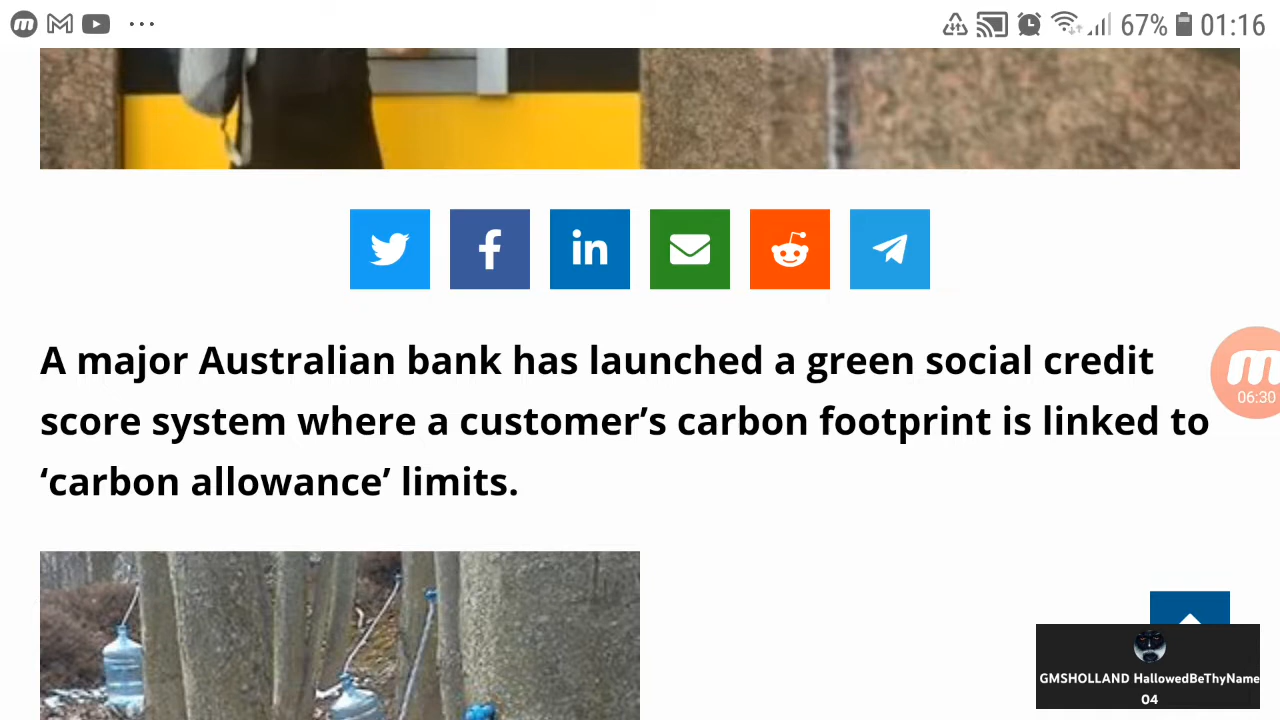 67% 01:16
A major Australian bank has launched a green social credit
score system where a customer’s carbon footprint is linked to
‘carbon allowance’ limits.
06:30
GMSHOLLAND HallowedBeThyName
04